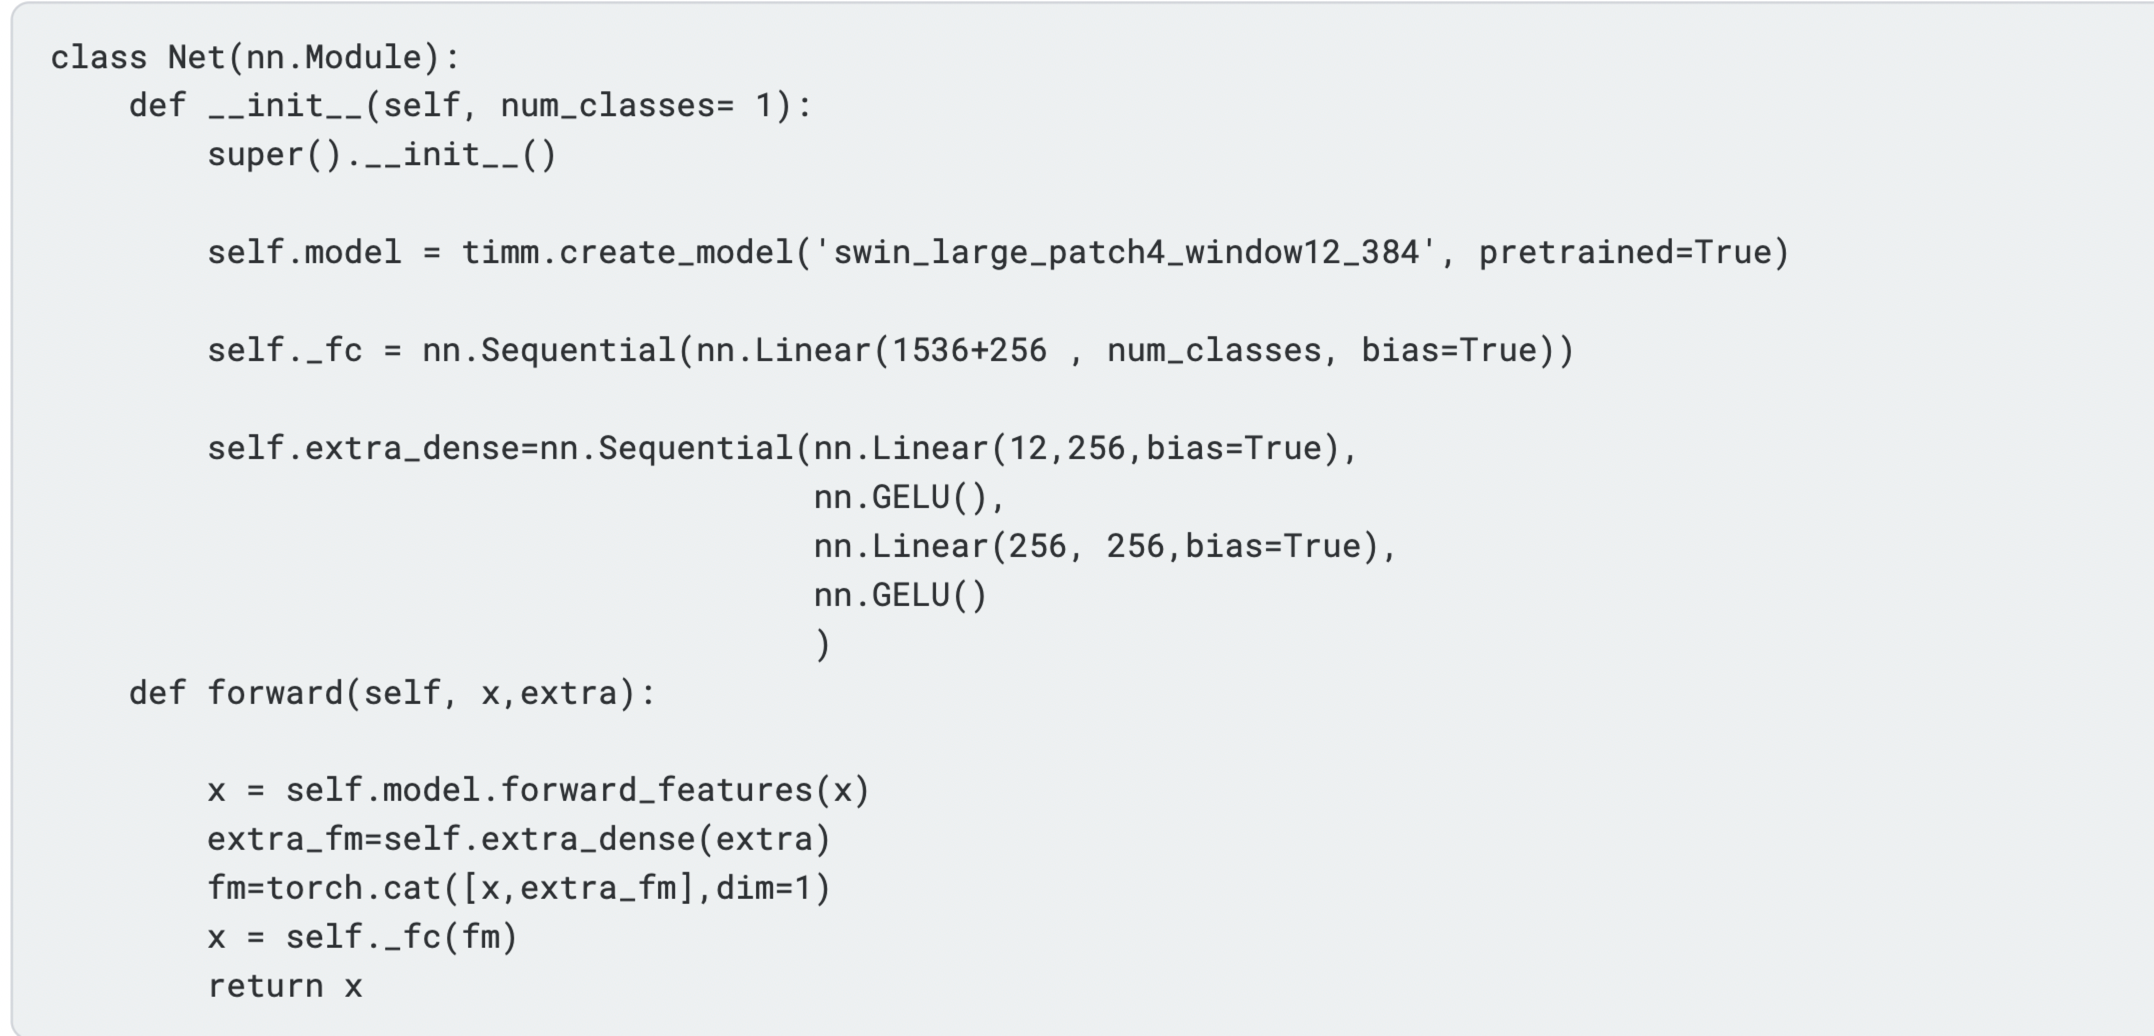 class Net(nn.Module):
    def __init__(self, num_classes= 1):
        super().__init__()
        self.model = timm.create_model('swin_large_patch4_window12_384', pretrained=True)
        self._fc = nn.Sequential(nn.Linear(1536+256 , num_classes, bias=True))
        self.extra_dense=nn.Sequential(nn.Linear(12,256,bias=True),
                                       nn.GELU(),
                                       nn.Linear(256, 256,bias=True),
                                       nn.GELU()
                                       )
    def forward(self, x,extra):
        x = self.model.forward_features(x)
        extra_fm=self.extra_dense(extra)
        fm=torch.cat([x,extra_fm],dim=1)
        x = self._fc(fm)
        return x